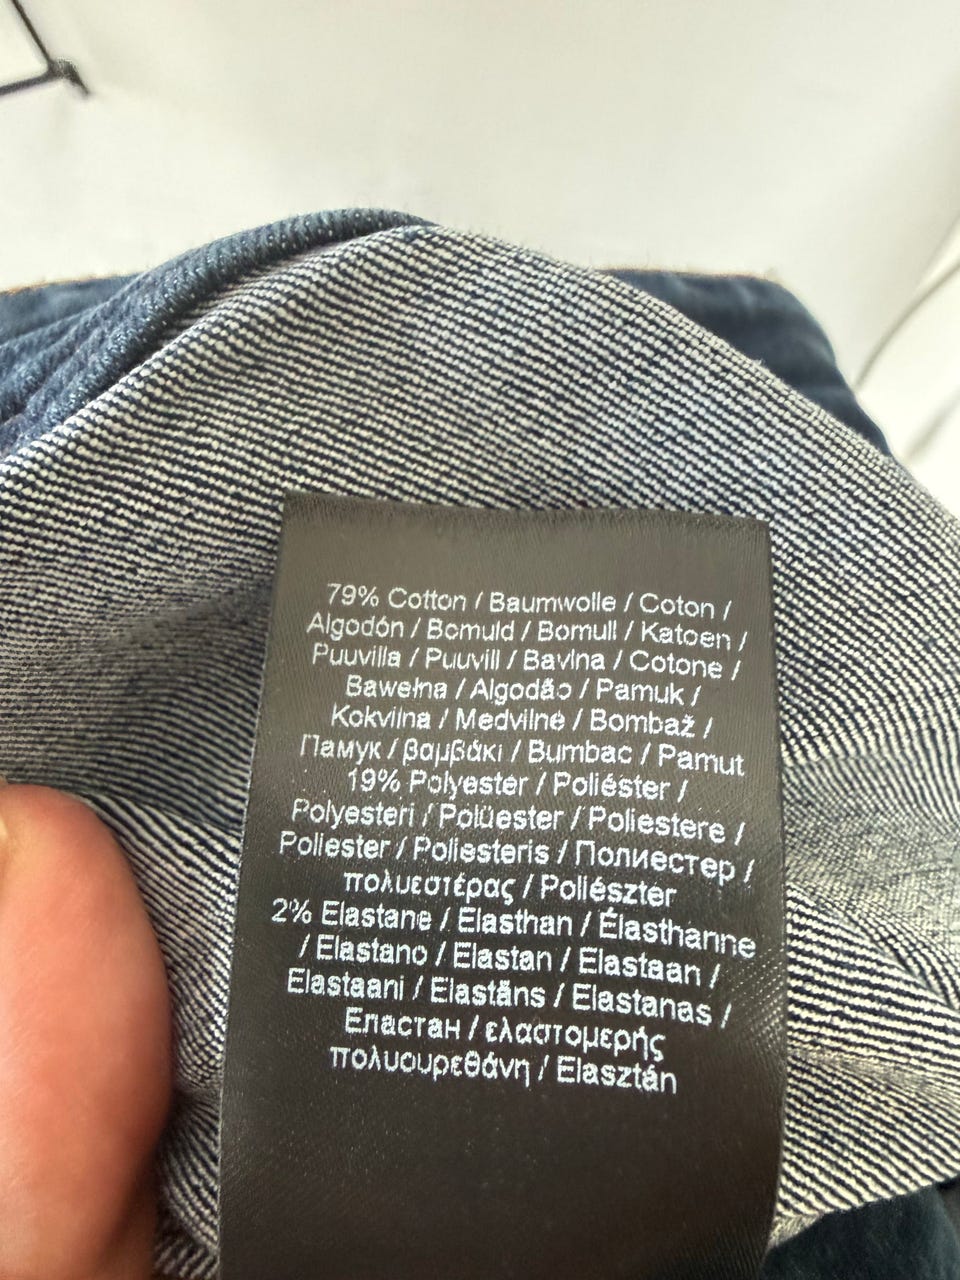 79% Cotton / Baumwolle / Coton /
Algodón / Bomuld / Bomull / Katoen /
Puuvilla / Puuvill / Bavlna / Cotone /
Bawełna / Algodão / Pamuk /
Kokvilna / Medvilnė / Bombaž /
Памук / βαμβάκι / Bumbac / Pamut
19% Polyester / Poliéster /
Polyesteri / Polüester / Poliestere /
Poliester / Poliesteris / Полиестер /
πολυεστέρας / Poliészter
2% Elastane / Elasthan / Élasthanne
/ Elastano / Elastan / Elastaan /
Elastaani / Elastāns / Elastanas /
Еластан / ελαστομερής
πολυουρεθάνη / Elasztán